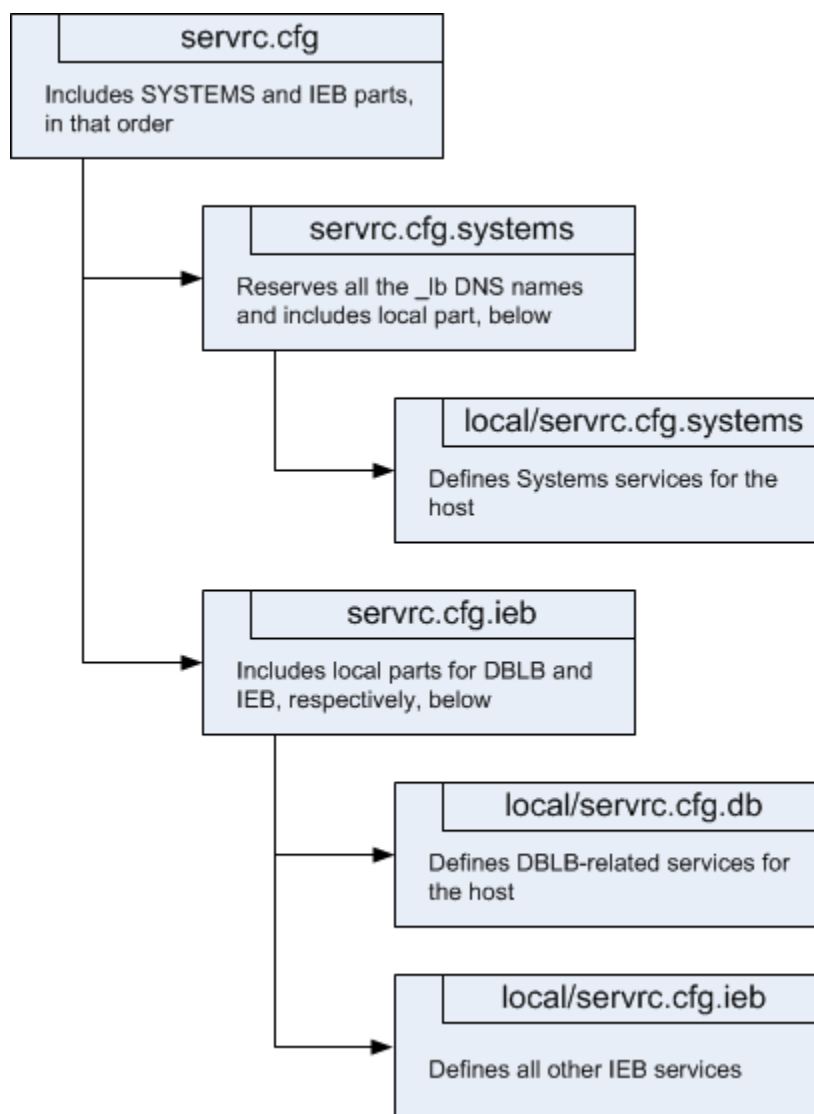 servrc.cfg
Includes SYSTEMS and IEB parts,
in that order
servrc.cfg.systems
Reserves all the _lb DNS names
and includes local part, below
local/servrc.cfg.systems
Defines Systems services for the
host
servrc.cfg.ieb
Includes local parts for DBLB and
IEB, respectively, below
local/servrc.cfg.db
Defines DBLB-related services for
the host
local/servrc.cfg.ieb
Defines all other IEB services